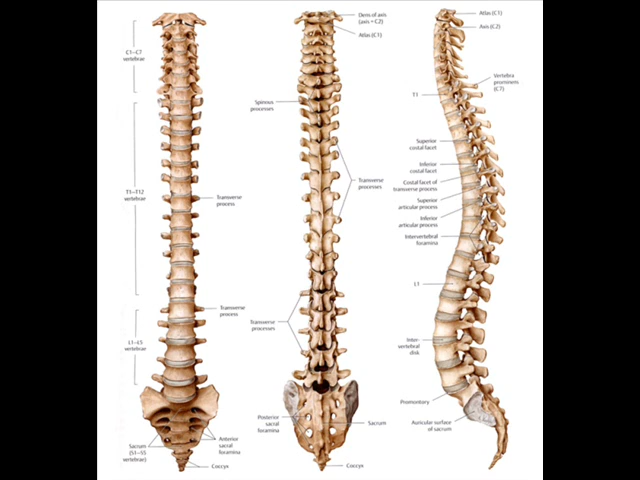 C1–C7
vertebrae
T1–T12
vertebrae
Transverse
process
Transverse
process
L1–L5
vertebrae
Sacrum
(S1–S5
vertebrae)
Anterior
sacral
foramina
Coccyx
Dens of axis
(axis = C2)
Atlas (C1)
Spinous
processes
Transverse
processes
Transverse
processes
Posterior
sacral
foramina
Sacrum
Coccyx
Atlas (C1)
Axis (C2)
Vertebra
prominens
(C7)
T1
Superior
costal facet
Inferior
costal facet
Costal facet of
transverse process
Superior
articular process
Inferior
articular process
Intervertebral
foramina
L1
Inter-
vertebral
disk
Promontory
Auricular surface
of sacrum